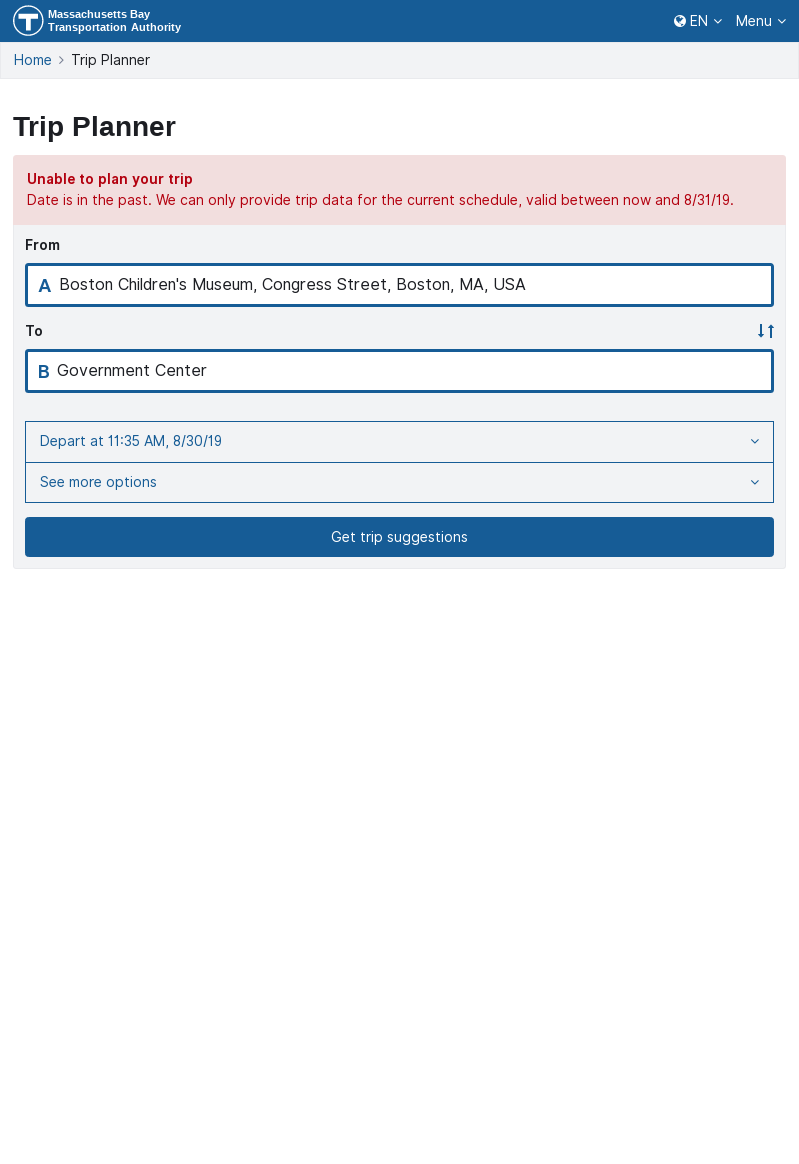 Massachusetts Bay
Transportation Authority
EN Menu
Home Trip Planner
Trip Planner
Unable to plan your trip
Date is in the past. We can only provide trip data for the current schedule, valid between now and 8/31/19.
From
A Boston Children's Museum, Congress Street, Boston, MA, USA
To
B Government Center
Depart at 11:35 AM, 8/30/19
See more options
Get trip suggestions